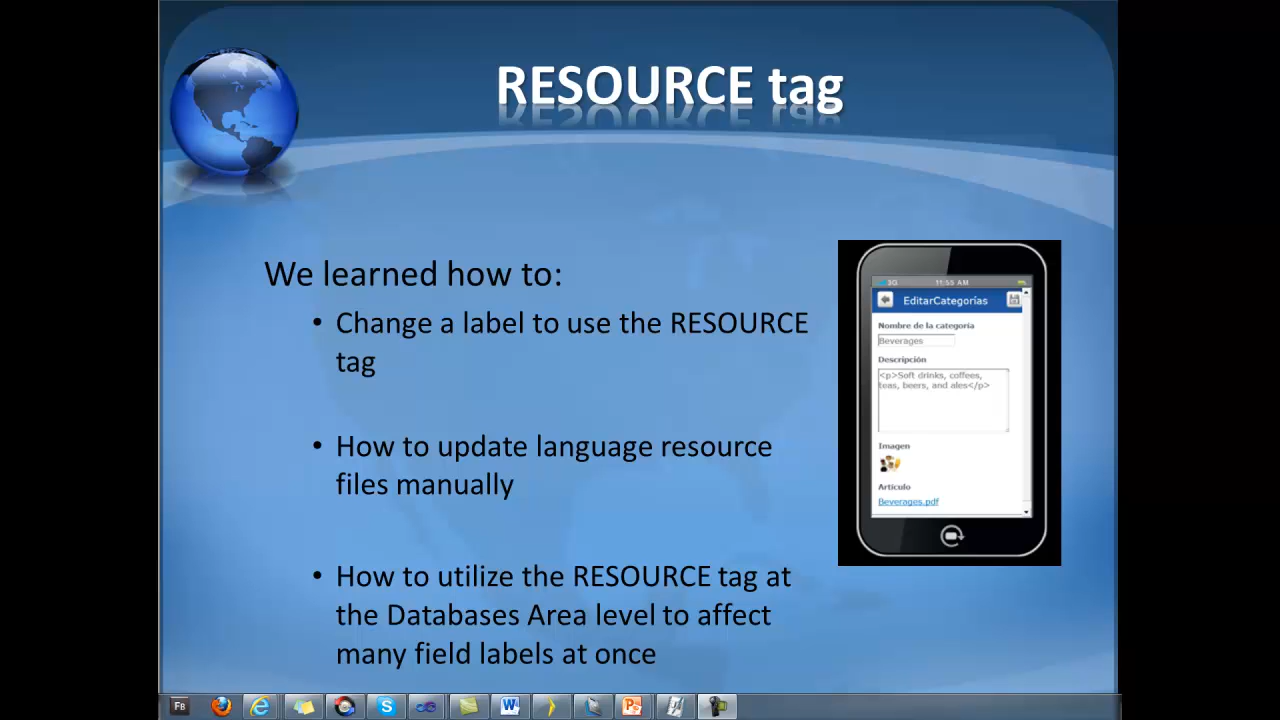 RESOURCE tag
We learned how to:
• Change a label to use the RESOURCE
tag
• How to update language resource
files manually
• How to utilize the RESOURCE tag at
the Databases Area level to affect
many field labels at once
3G 11:55 AM
EditarCategorías
Nombre de la categoría
Beverages
Descripción
<p>Soft drinks, coffees,
teas, beers, and ales</p>
Imagen
Artículo
Beverages.pdf
FB